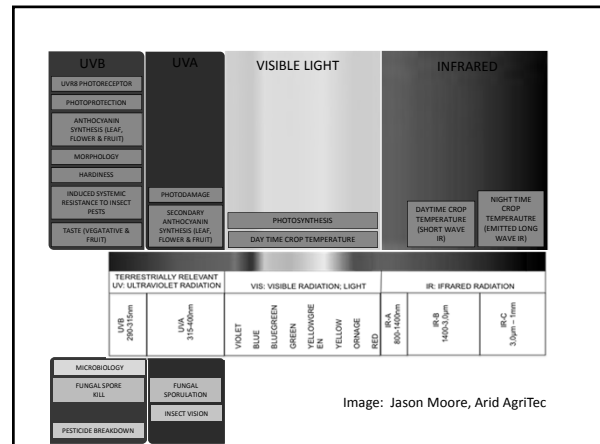 UVB
UVA
VISIBLE LIGHT
INFRARED
UVR8 PHOTORECEPTOR
PHOTOPROTECTION
ANTHOCYANIN
SYNTHESIS (LEAF,
FLOWER & FRUIT)
MORPHOLOGY
HARDINESS
INDUCED SYSTEMIC
RESISTANCE TO INSECT
PESTS
TASTE (VEGATATIVE &
FRUIT)
PHOTODAMAGE
SECONDARY
ANTHOCYANIN
SYNTHESIS (LEAF,
FLOWER & FRUIT)
PHOTOSYNTHESIS
DAY TIME CROP TEMPERATURE
DAYTIME CROP
TEMPERATURE
(SHORT WAVE
IR)
NIGHT TIME
CROP
TEMPERAUTRE
(EMITTED LONG
WAVE IR)
TERRESTRIALLY RELEVANT
UV: ULTRAVIOLET RADIATION
VIS: VISIBLE RADIATION; LIGHT
IR: IFRARED RADIATION
UVB
290-315nm
UVA
315-400nm
VIOLET
BLUE
BLUEGREEN
GREEN
YELLOWGRE
EN
YELLOW
ORNAGE
RED
IR-A
800-1400nm
IR-B
1400-3,0µm
IR-C
3,0µm – 1mm
MICROBIOLOGY
FUNGAL SPORE
KILL
PESTICIDE BREAKDOWN
FUNGAL
SPORULATION
INSECT VISION
Image: Jason Moore, Arid AgriTec